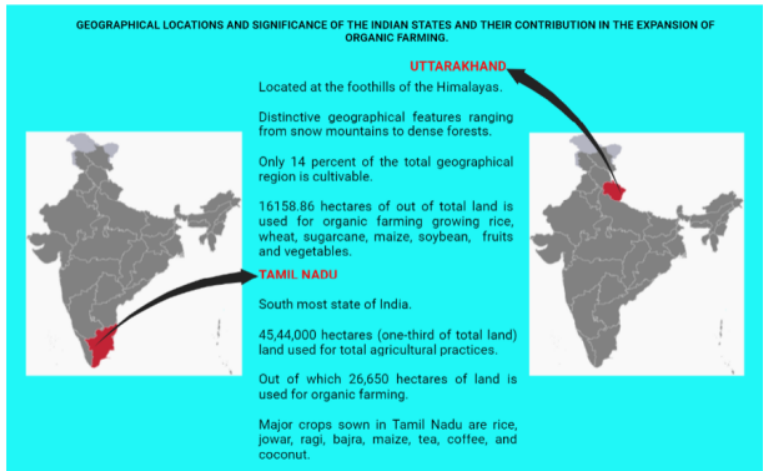 GEOGRAPHICAL LOCATIONS AND SIGNIFICANCE OF THE INDIAN STATES AND THEIR CONTRIBUTION IN THE EXPANSION OF
ORGANIC FARMING.
UTTARAKHAND
Located at the foothills of the Himalayas.
Distinctive geographical features ranging
from snow mountains to dense forests.
Only 14 percent of the total geographical
region is cultivable.
16158.86 hectares of out of total land is
used for organic farming growing rice,
wheat, sugarcane, maize, soybean, fruits
and vegetables.
TAMIL NADU
South most state of India.
45,44,000 hectares (one-third of total land)
land used for total agricultural practices.
Out of which 26,650 hectares of land is
used for organic farming.
Major crops sown in Tamil Nadu are rice,
jowar, ragi, bajra, maize, tea, coffee, and
coconut.